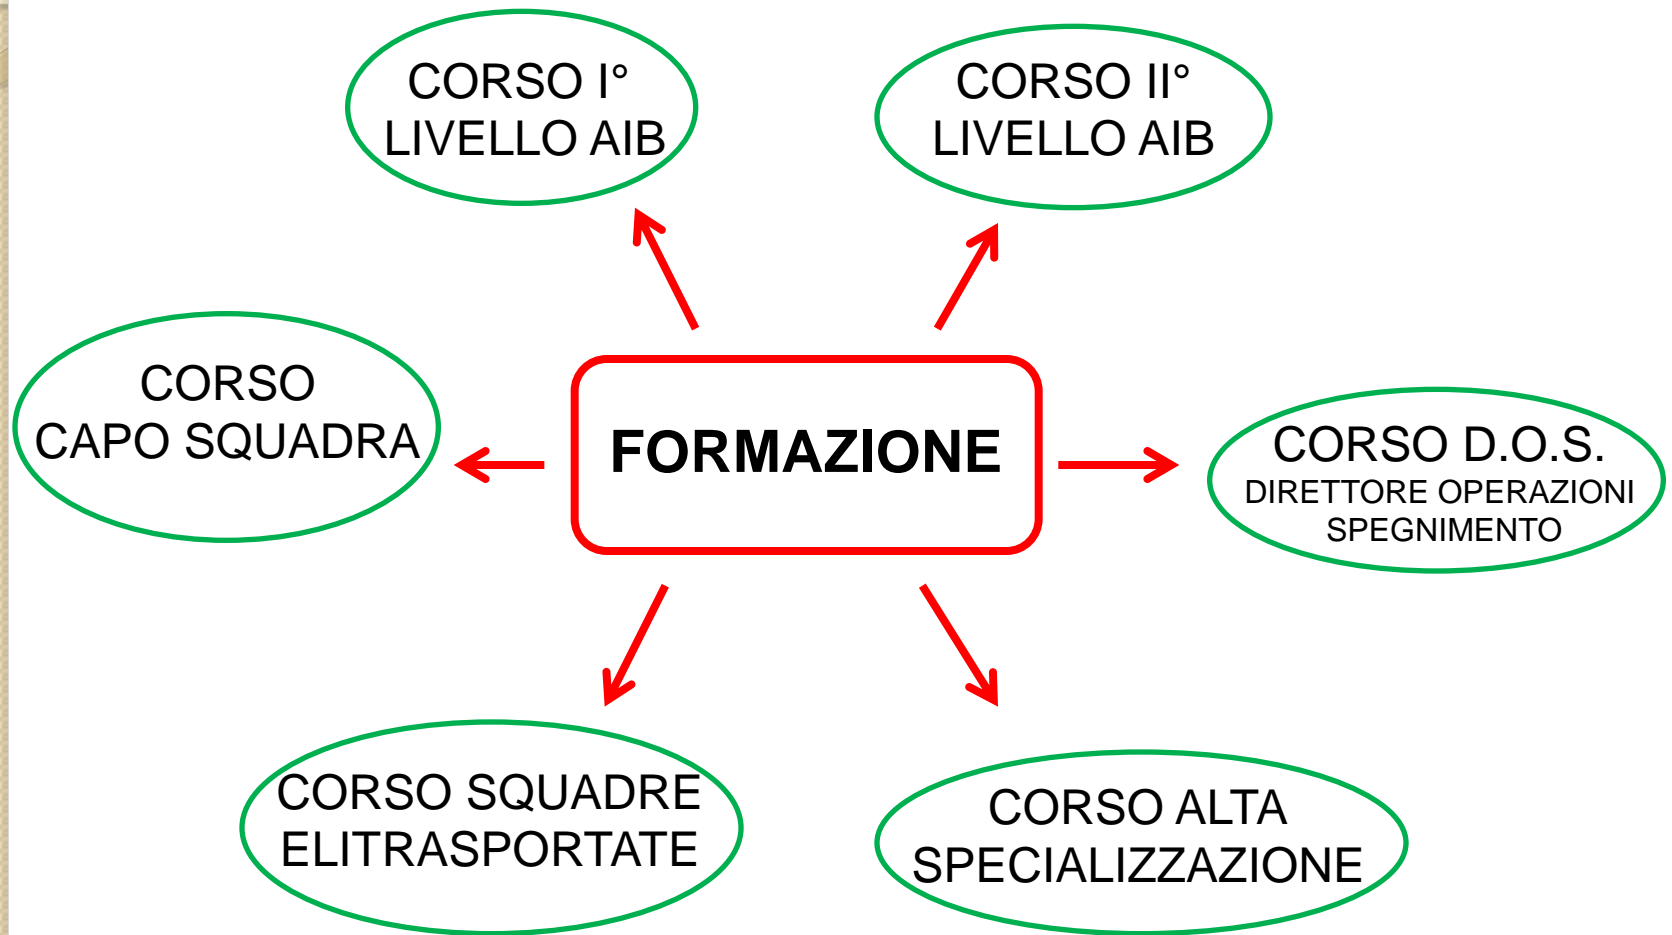 CORSO I°
LIVELLO AIB
CORSO II°
LIVELLO AIB
CORSO
CAPO SQUADRA
FORMAZIONE
CORSO D.O.S.
DIRETTORE OPERAZIONI
SPEGNIMENTO
CORSO SQUADRE
ELITRASPORTATE
CORSO ALTA
SPECIALIZZAZIONE